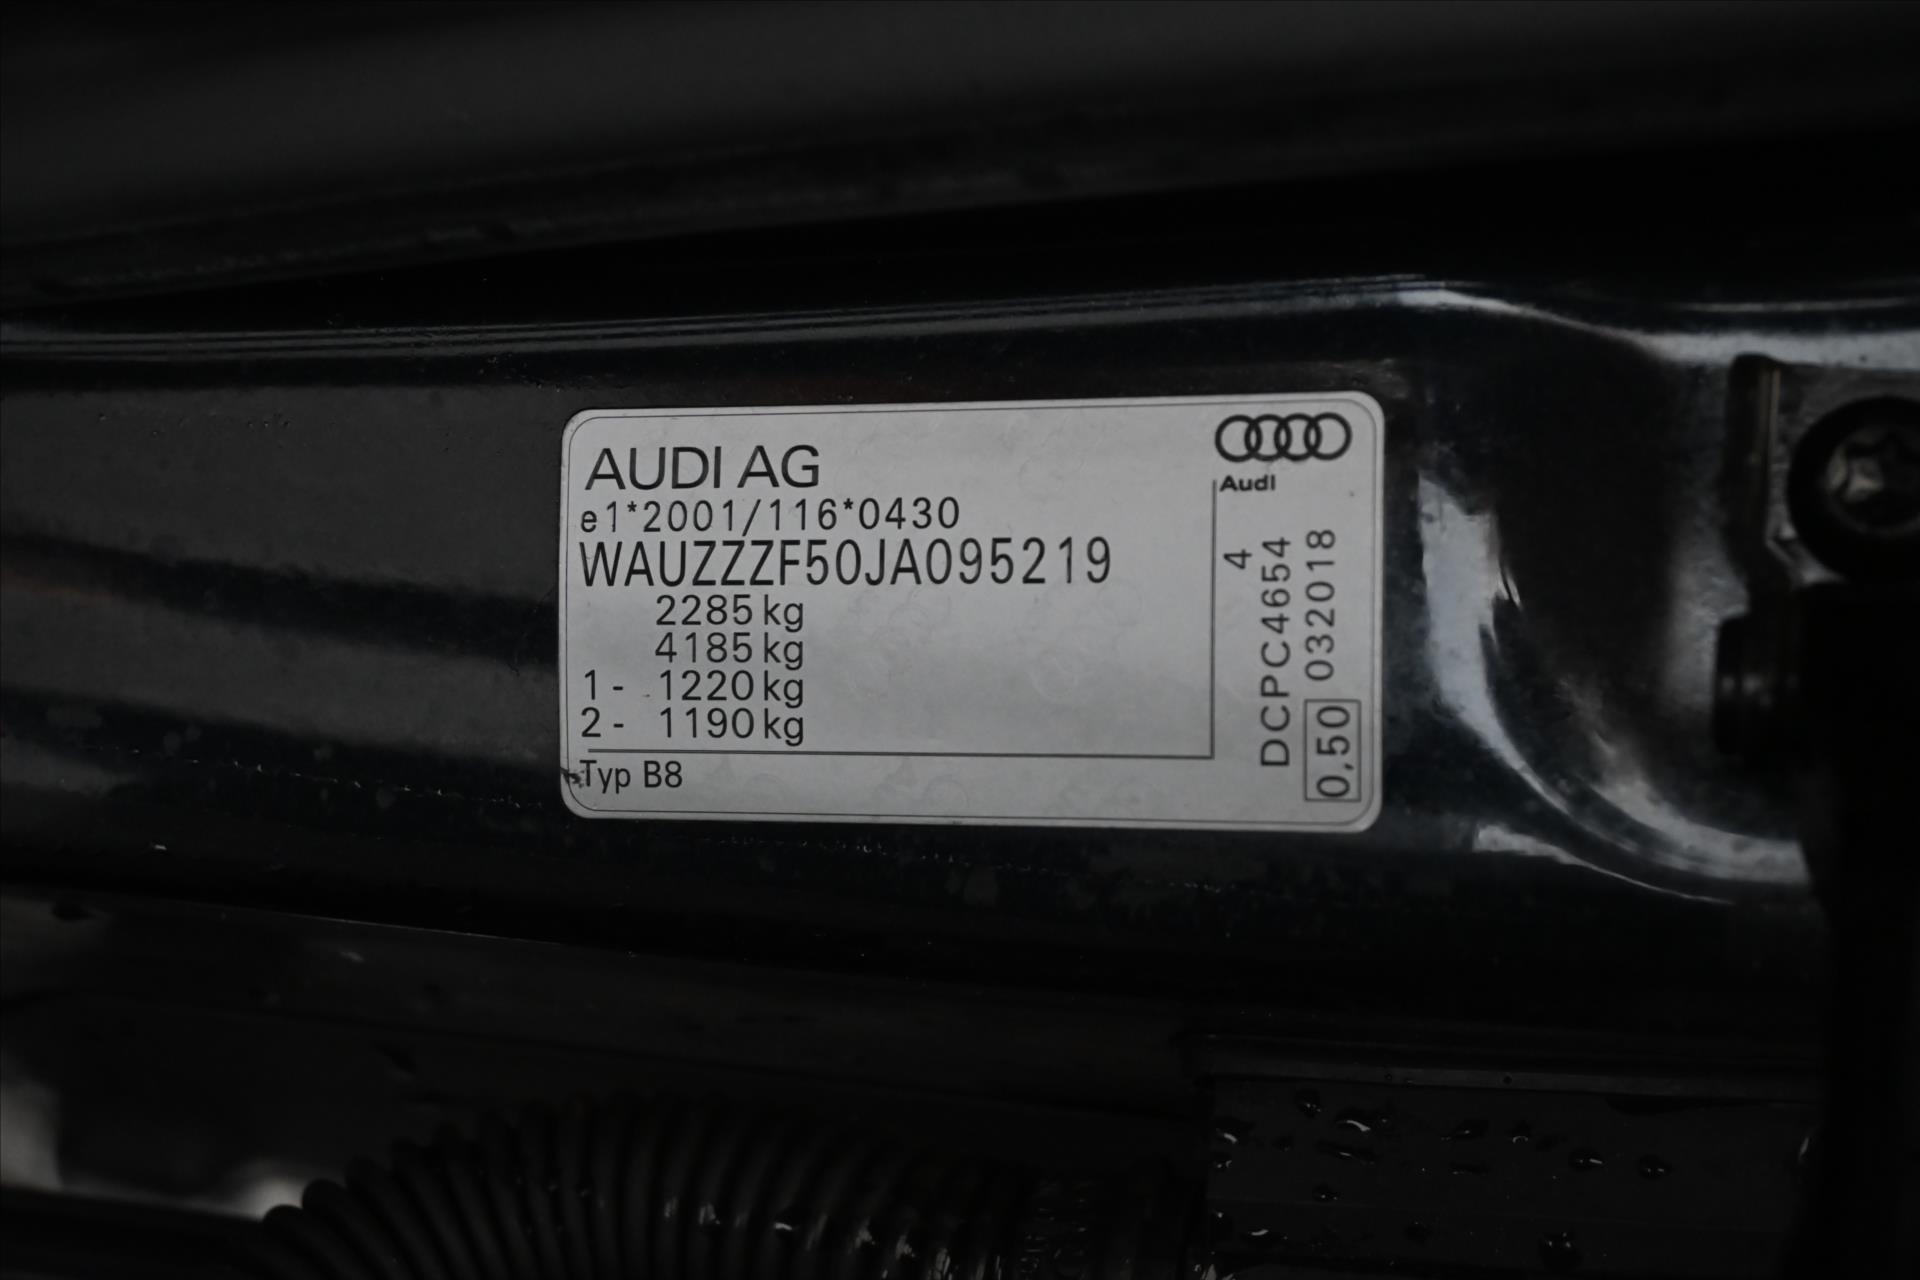 AUDI AG
e1*2001/116*0430
WAUZZZF50JA095219
2285 kg
4185 kg
1- 1220 kg
2- 1190 kg
Typ B8
Audi
4
DCPC4654
0,50 032018